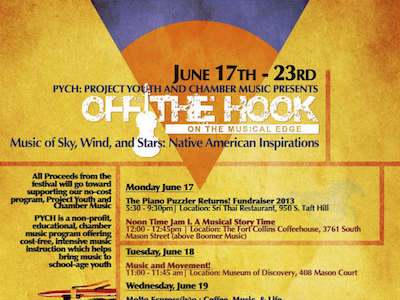 JUNE 17TH - 23RD
PYCH: PROJECT YOUTH AND CHAMBER MUSIC PRESENTS
OFF THE HOOK
ON THE MUSICAL EDGE
Music of Sky, Wind, and Stars: Native American Inspirations
All Proceeds from the
festival will go toward
supporting our no-cost
program, Project Youth and
Chamber Music
PYCH is a non-profit,
educational, chamber
music program offering
cost-free, intensive music
instruction which helps
bring music to
school-age youth
Monday June 17
The Piano Puzzler Returns! Fundraiser 2013
5:30 - 9:30pm| Location: Sri Thai Restaurant, 950 S. Taft Hill
Noon Time Jam I. A Musical Story Time
12:00 - 12:45pm | Location: The Fort Collins Coffeehouse, 3761 South
Mason Street (above Boomer Music)
Tuesday, June 18
Music and Movement!
11:00 - 11:45 am| Location: Museum of Discovery, 408 Mason Court
Wednesday, June 19
Molto Espress(iv)o : Coffee, Music, & Life